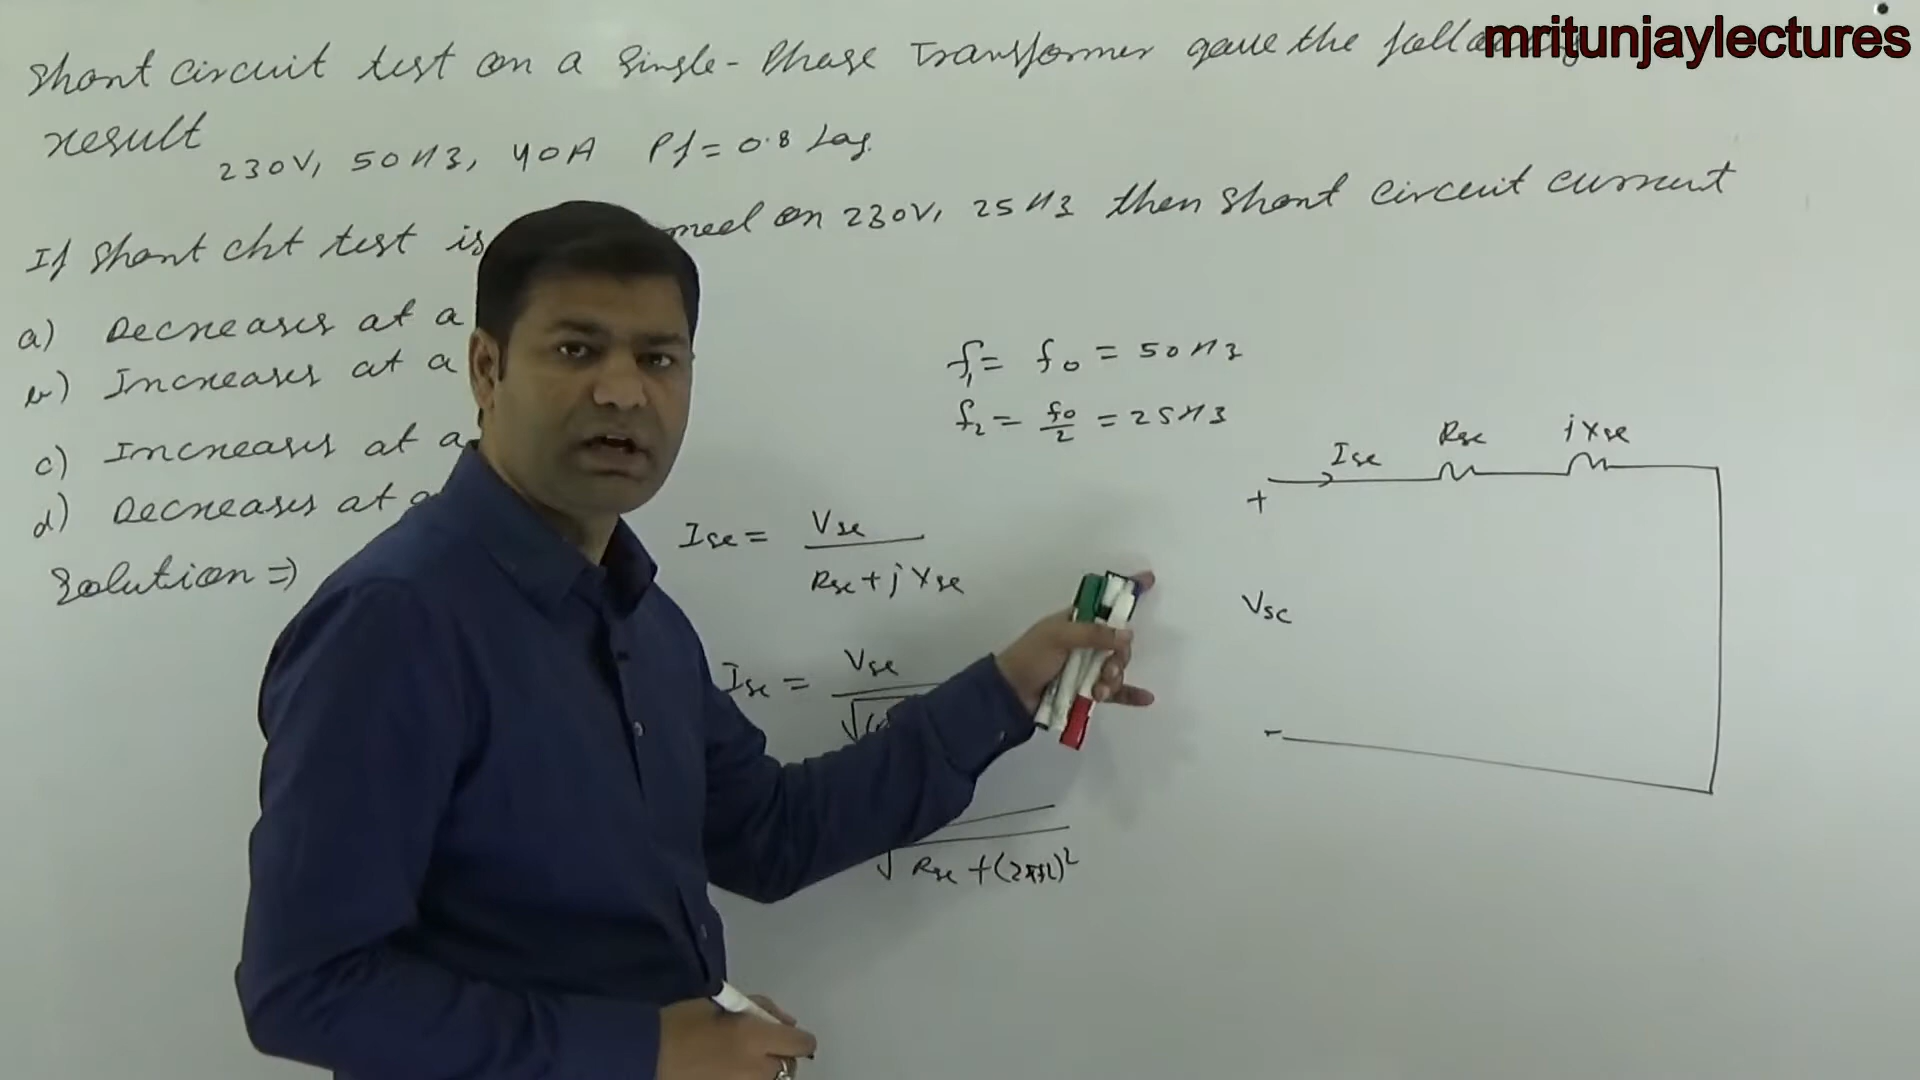 mritunjaylectures
Short circuit test on a Single-Phase Transformer gave the following
result
230V, 50Hz, 40A Pf = 0.8 Lag.
If Short ckt test is on 230V, 25Hz then Short circuit current
a) Decreases at a
b) Increases at a
c) Increases at a
d) Decreases at a
Solution ⇒
f₁ = f₀ = 50Hz
f₂ = f₀/2 = 25Hz
Isc = Vsc / Rsc + jXsc
Isc = Vsc
√Rsc + (2πfL)²
Isc Rsc jXsc
+
Vsc
-